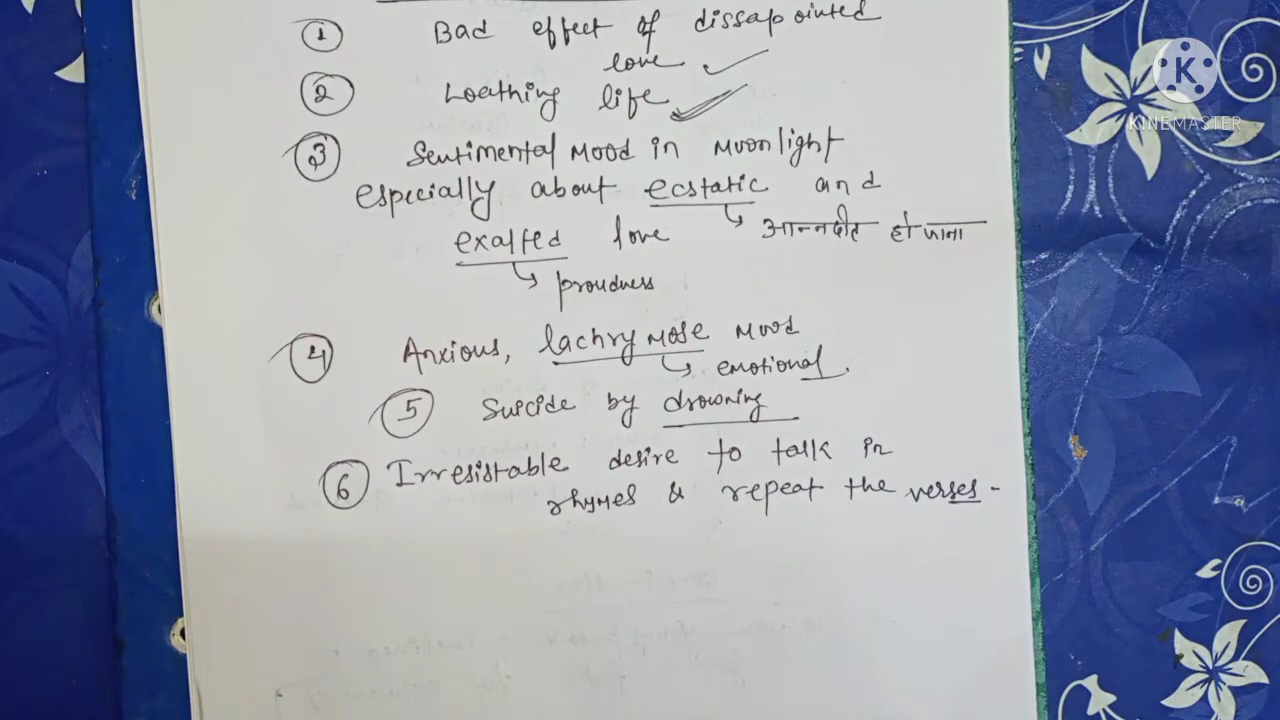 1 Bad effect of dissapointed
love
2 Loathing life
3 Sentimental Mood in Moonlight
especially about ecstatic and
exalted love
आन्नदीत हो जाना
proudness
4 Anxious, lachrymose Mood
emotional.
5 Suicide by drowning
6 Irresistable desire to talk in
rhymes & repeat the verses -
K
KINEMASTER